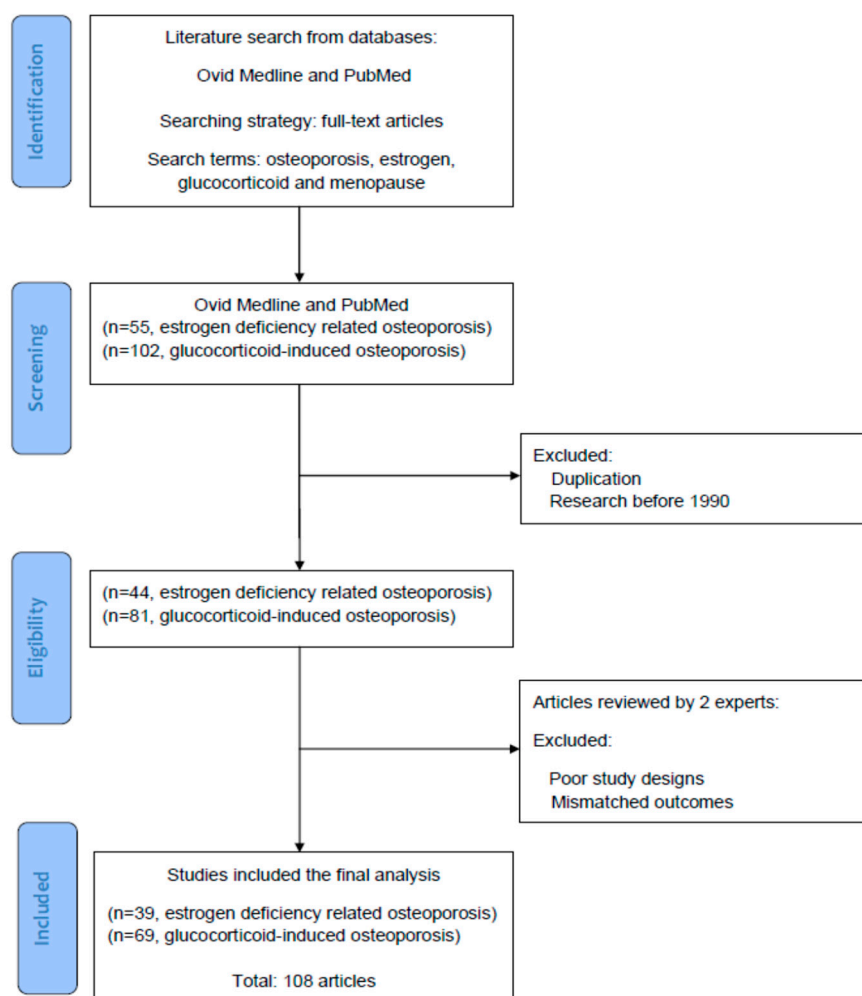 Identification
Literature search from databases:
Ovid Medline and PubMed
Searching strategy: full-text articles
Search terms: osteoporosis, estrogen,
glucocorticoid and menopause
Screening
Ovid Medline and PubMed
(n=55, estrogen deficiency related osteoporosis)
(n=102, glucocorticoid-induced osteoporosis)
Excluded:
Duplication
Research before 1990
Eligibility
(n=44, estrogen deficiency related osteoporosis)
(n=81, glucocorticoid-induced osteoporosis)
Articles reviewed by 2 experts:
Excluded:
Poor study designs
Mismatched outcomes
Included
Studies included the final analysis
(n=39, estrogen deficiency related osteoporosis)
(n=69, glucocorticoid-induced osteoporosis)
Total: 108 articles